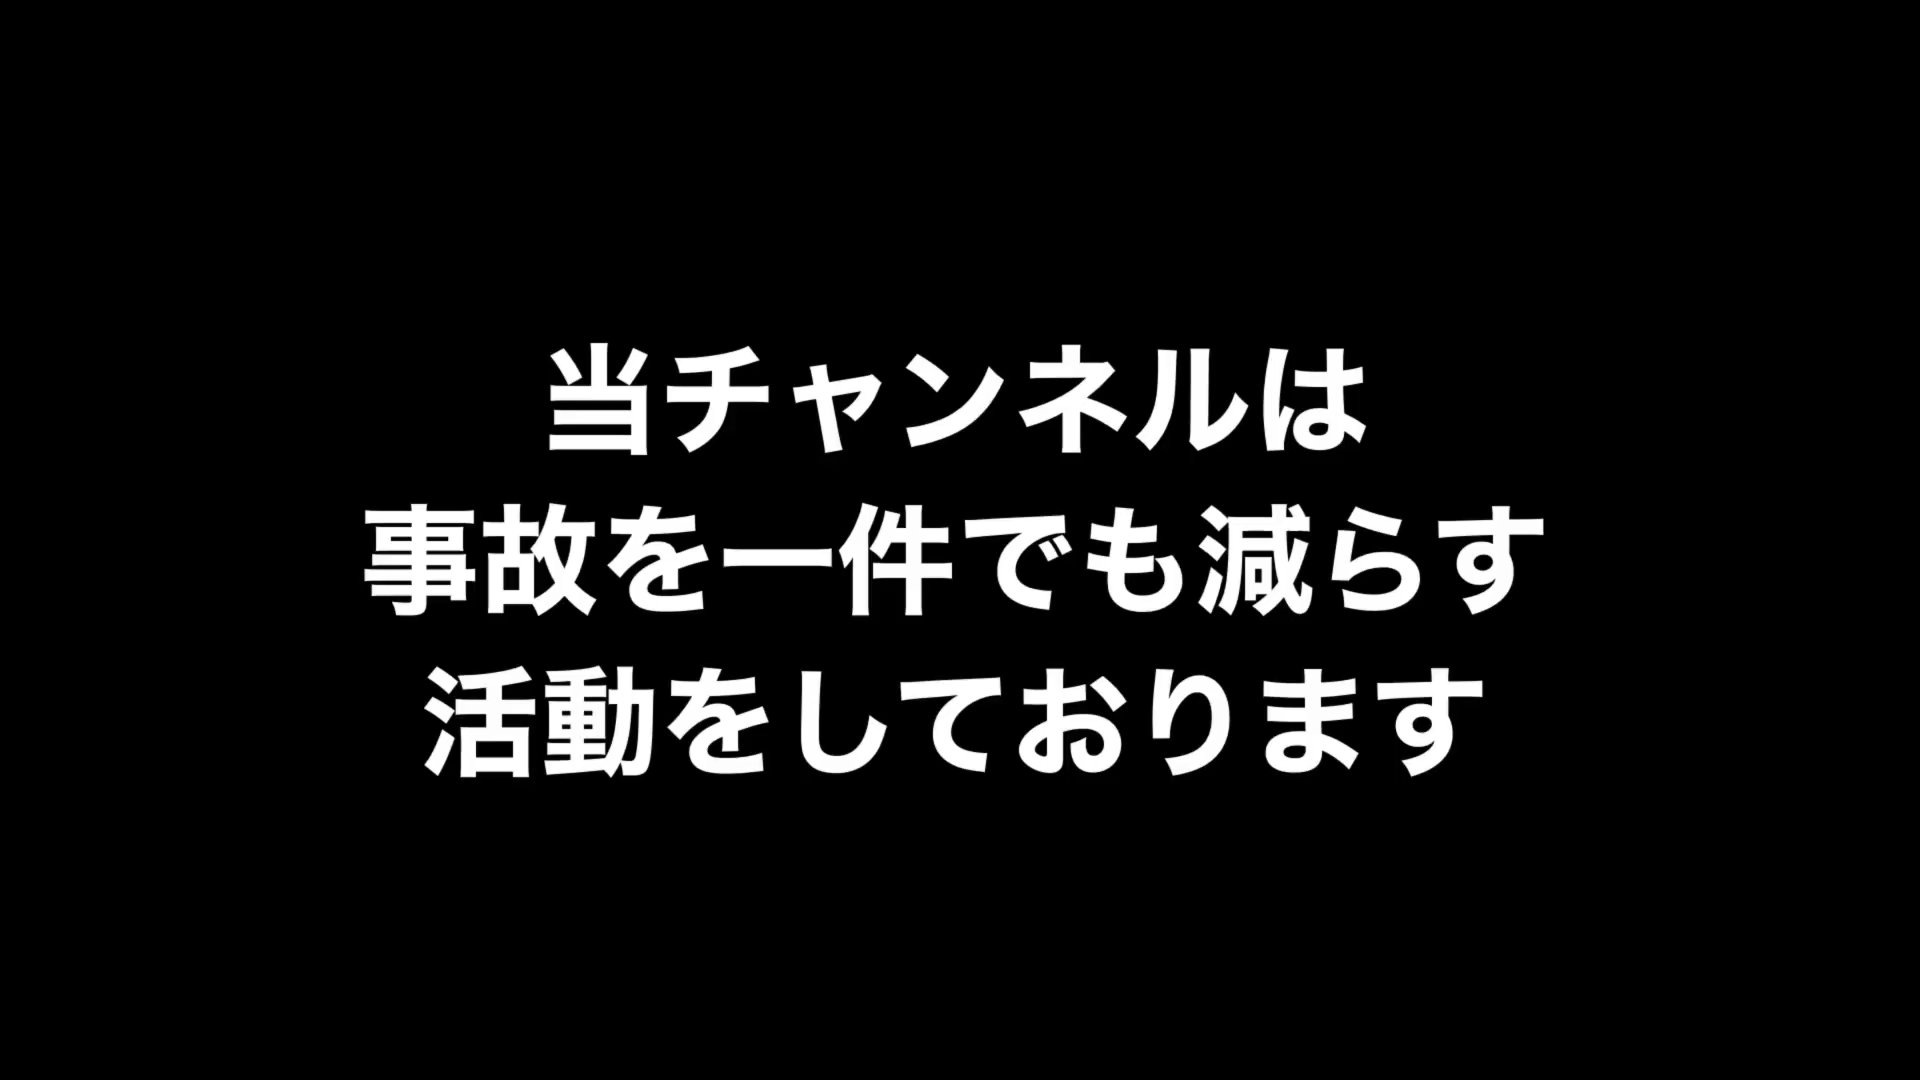 当チャンネルは
事故を一件でも減らす
活動をしております